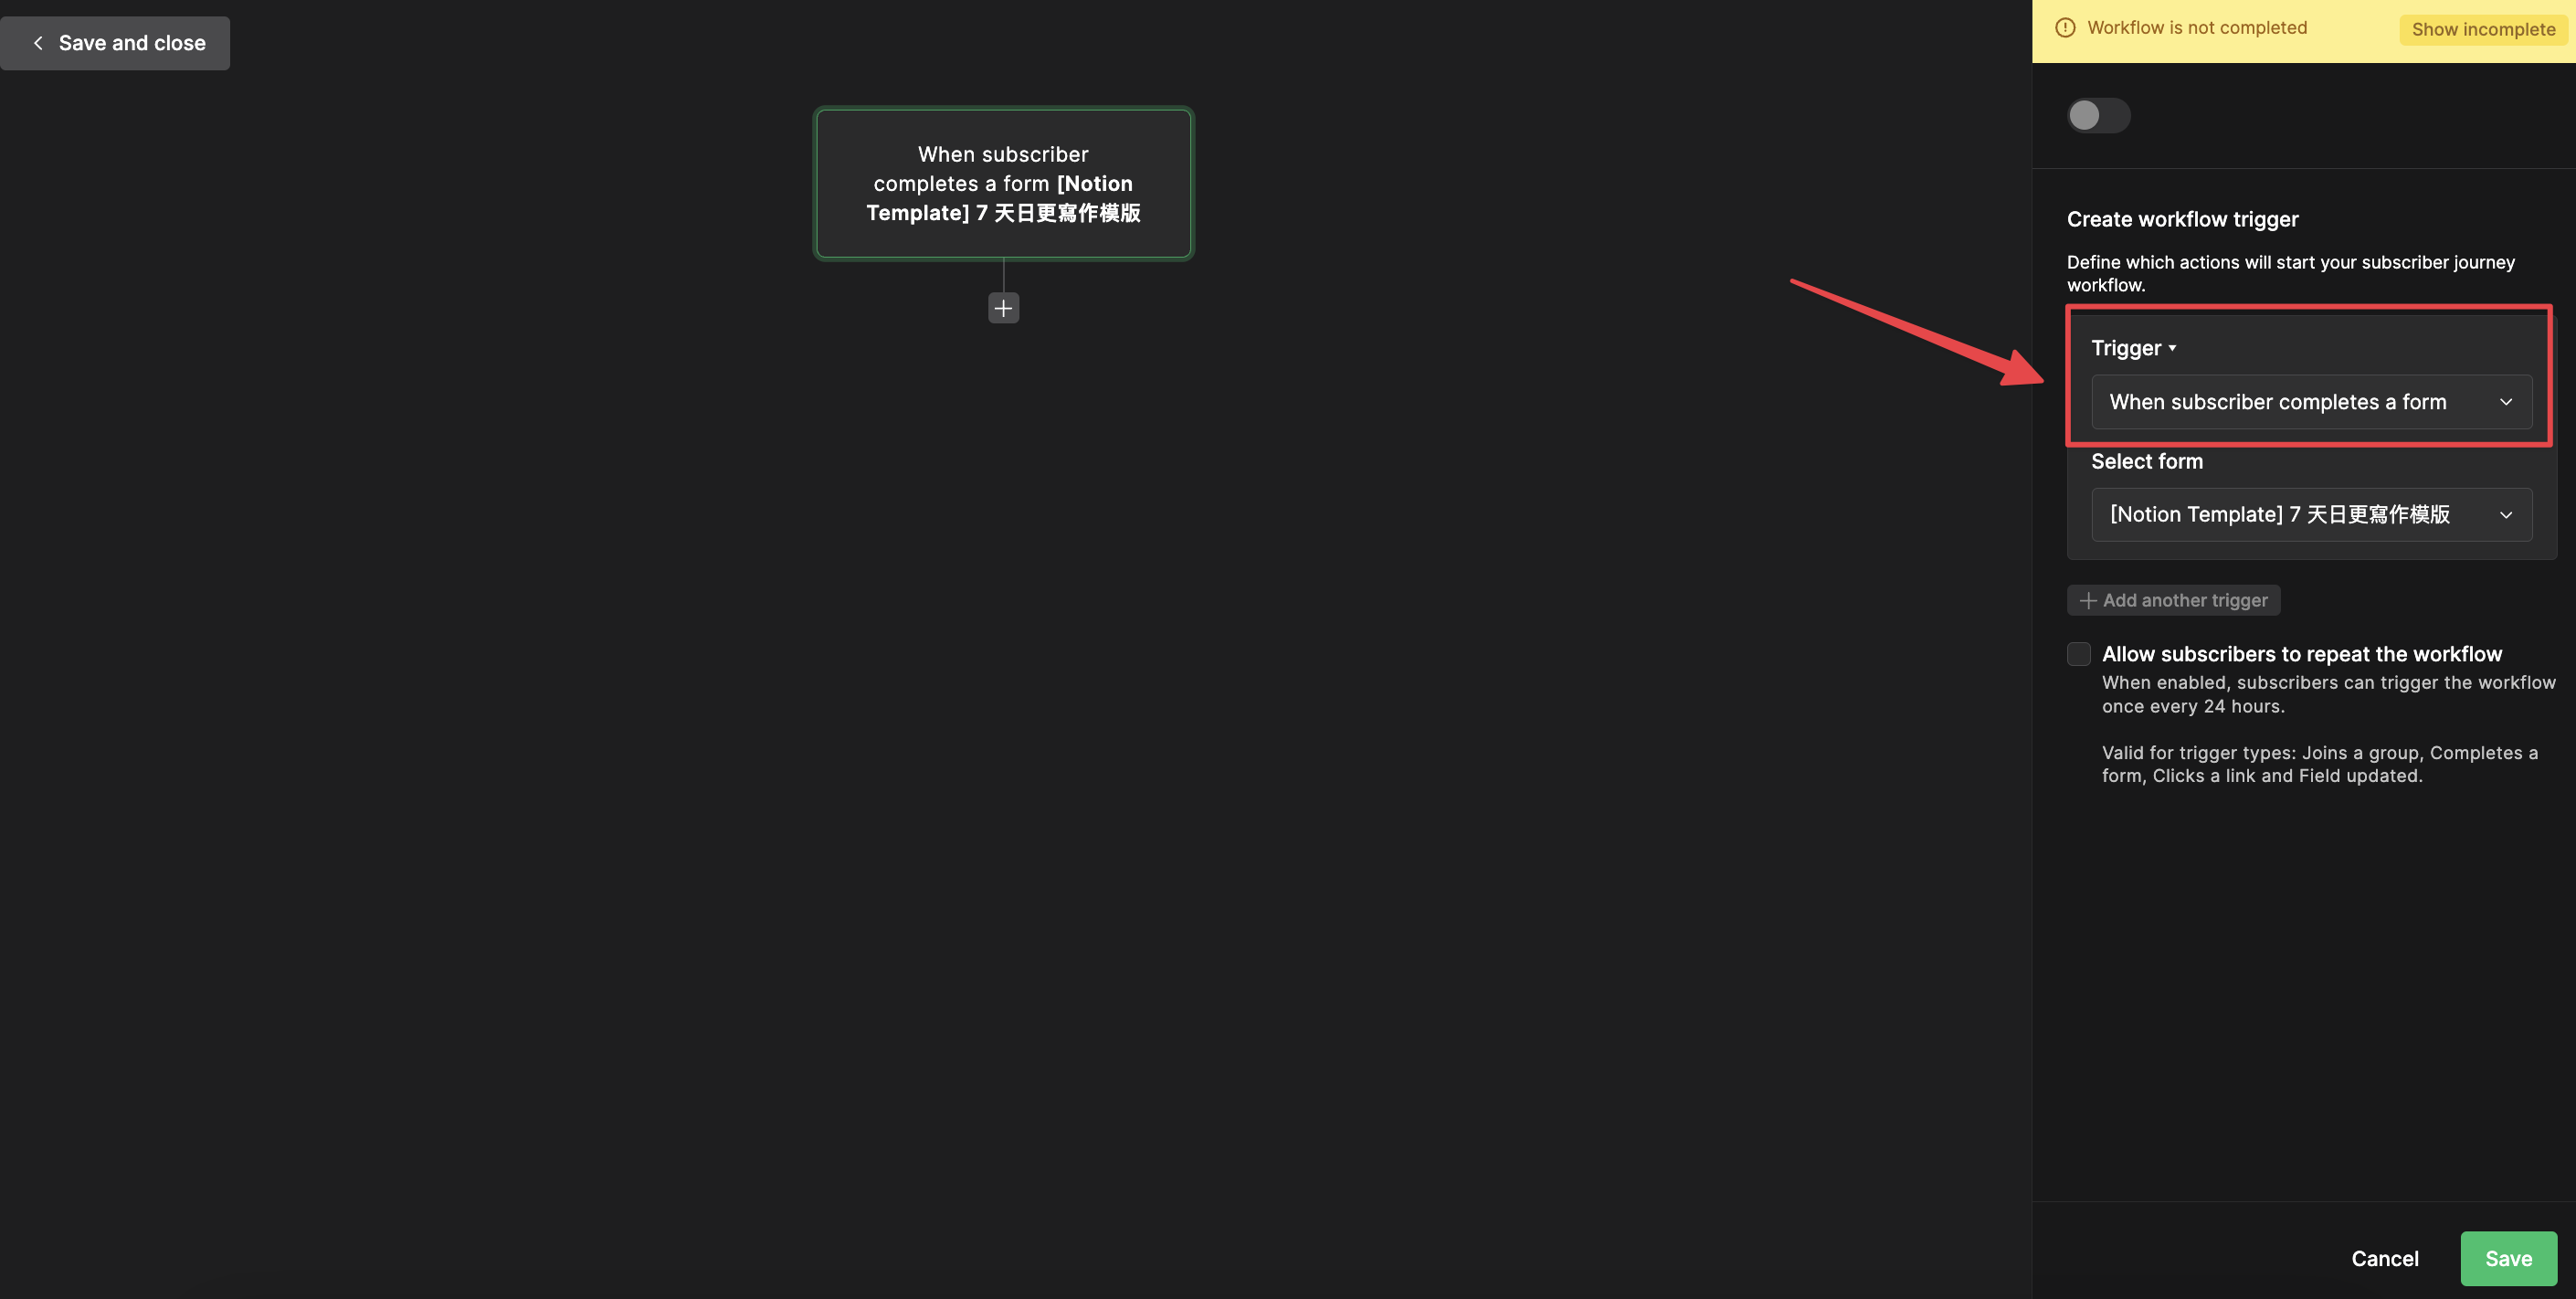 Save and close
Workflow is not completed
Show incomplete
When subscriber
completes a form [Notion
Template] 7 天日更寫作模版
Create workflow trigger
Define which actions will start your subscriber journey
workflow.
Trigger
When subscriber completes a form
Select form
[Notion Template] 7 天日更寫作模版
Add another trigger
Allow subscribers to repeat the workflow
When enabled, subscribers can trigger the workflow
once every 24 hours.
Valid for trigger types: Joins a group, Completes a
form, Clicks a link and Field updated.
Cancel
Save